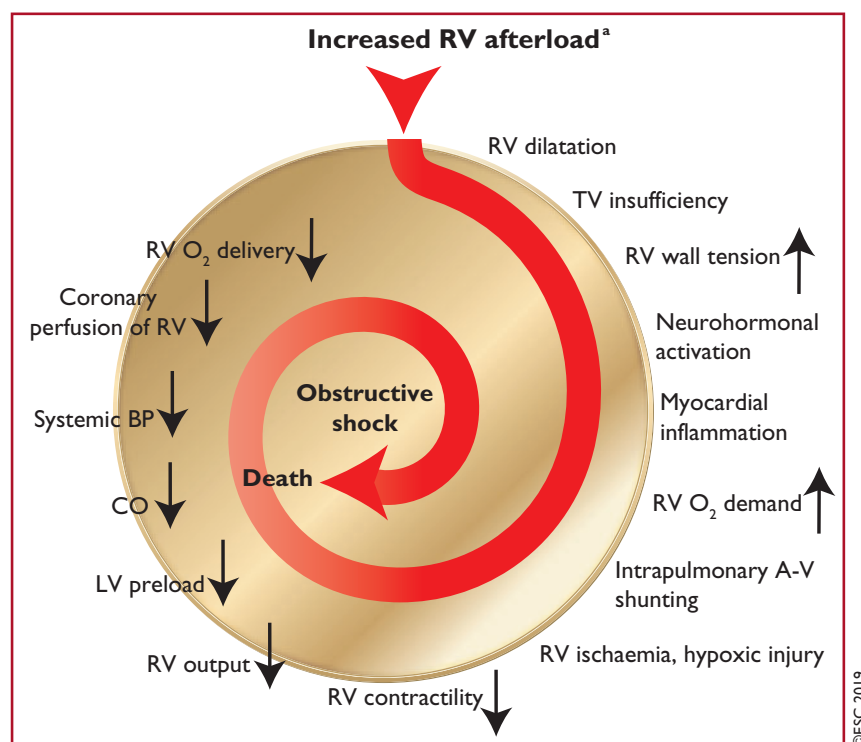 Increased RV afterload a
RV dilatation
TV insufficiency
RV wall tension
Neurohormonal
activation
Myocardial
inflammation
RV O2 demand
Intrapulmonary A-V
shunting
RV ischaemia, hypoxic injury
RV contractility
RV output
LV preload
CO
Systemic BP
Coronary
perfusion of RV
RV O2 delivery
Obstructive
shock
Death
©ESC 2019